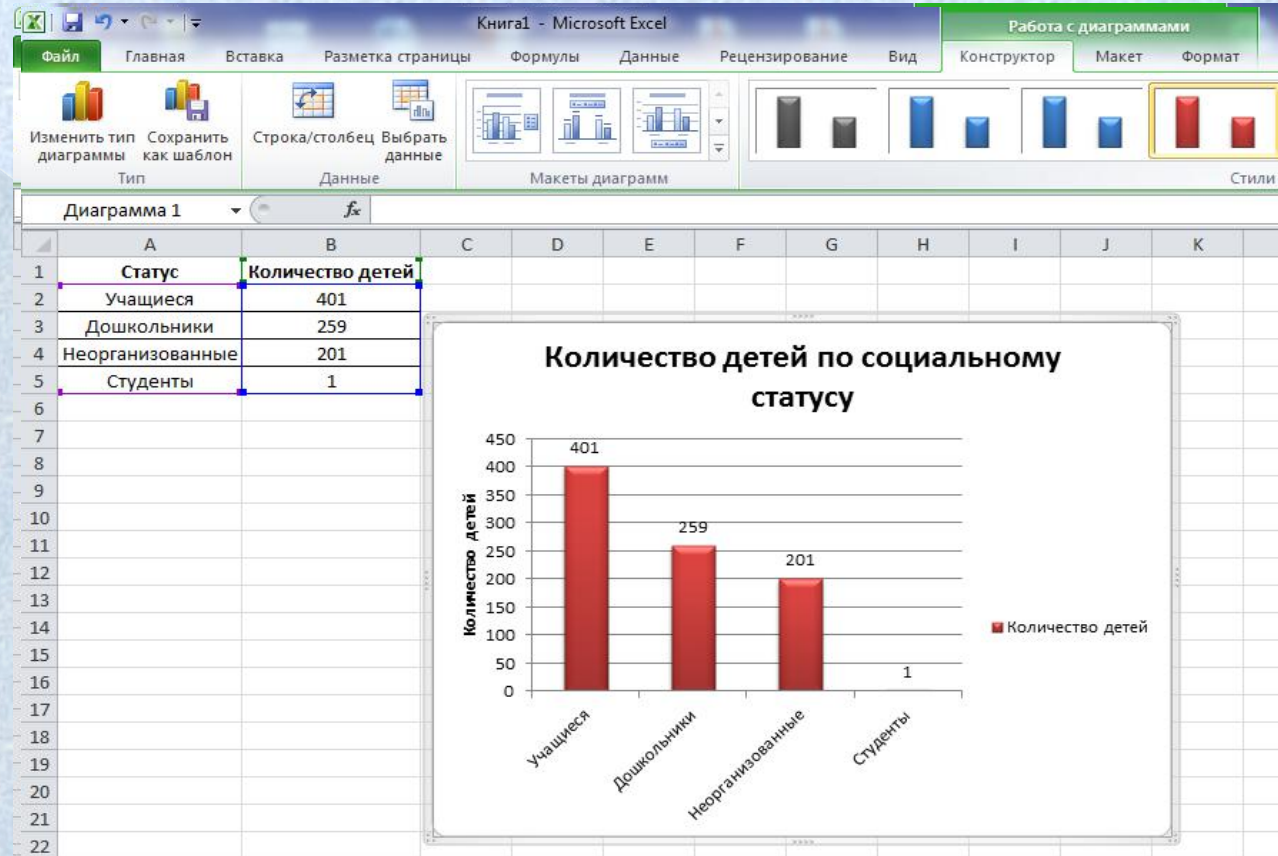 Книга1 - Microsoft Excel
Работа с диаграммами
Файл Главная Вставка Разметка страницы Формулы Данные Рецензирование Вид Конструктор Макет Формат
Изменить тип диаграммы
Сохранить как шаблон
Строка/столбец
Выбрать данные
Тип Данные Макеты диаграмм Стили
Диаграмма 1 fx
A B C D E F G H I J K
1 Статус Количество детей
2 Учащиеся 401
3 Дошкольники 259
4 Неорганизованные 201
5 Студенты 1
6
7
8
9
10
11
12
13
14
15
16
17
18
19
20
21
22
Количество детей по социальному
статусу
Количество детей
450
400
350
300
250
200
150
100
50
0
401
259
201
1
Учащиеся
Дошкольники
Неорганизованные
Студенты
Количество детей